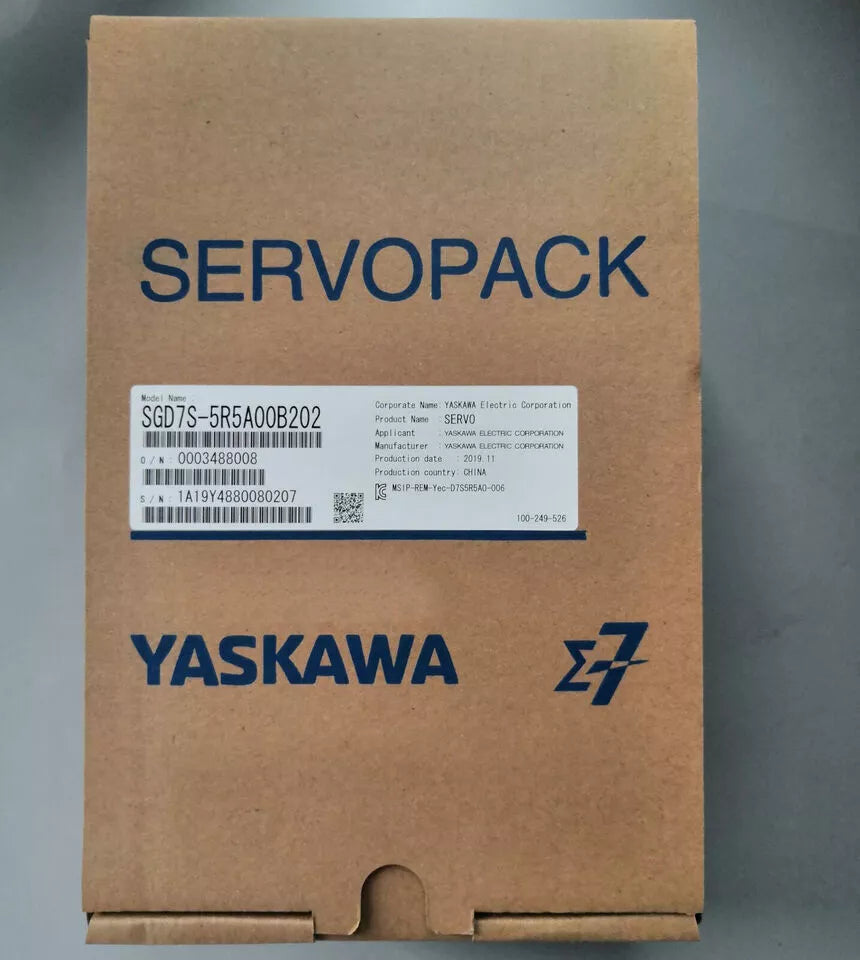 SERVOPACK
Model Name :
SGD7S-5R5A00B202
O/N: 0003488008
S/N: 1A19Y4880080207
Corporate Name: YASKAWA Electric Corporation
Product Name : SERVO
Applicant : YASKAWA ELECTRIC CORPORATION
Manufacturer : YASKAWA ELECTRIC CORPORATION
Production date : 2019.11
Production country: CHINA
MSIP-REM-Yec-D7S5R5A0-006
100-249-526
YASKAWA
Σ-7